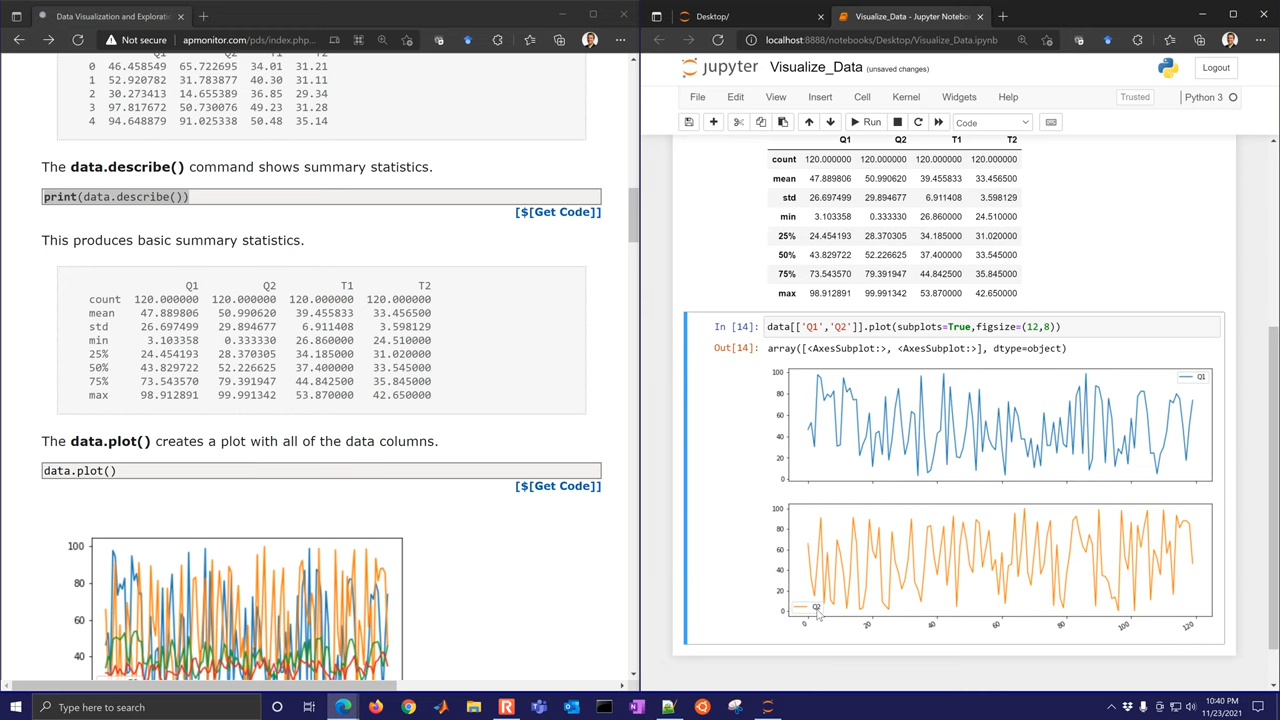 Data Visualization and Explorati
Desktop/
Visualize_Data - Jupyter Notebo
Not secure
apmonitor.com/pds/index.php...
localhost:8888/notebooks/Desktop/Visualize_Data.ipynb
Q1 Q2 T1 T2
0 46.458549 65.722695 34.01 31.21
1 52.920782 31.783877 40.30 31.11
2 30.273413 14.655389 36.85 29.34
3 97.817672 50.730076 49.23 31.28
4 94.648879 91.025338 50.48 35.14
The data.describe() command shows summary statistics.
print(data.describe())
[$[Get Code]]
This produces basic summary statistics.
Q1 Q2 T1 T2
count 120.000000 120.000000 120.000000 120.000000
mean 47.889806 50.990620 39.455833 33.456500
std 26.697499 29.894677 6.911408 3.598129
min 3.103358 0.333330 26.860000 24.510000
25% 24.454193 28.370305 34.185000 31.020000
50% 43.829722 52.226625 37.400000 33.545000
75% 73.543570 79.391947 44.842500 35.845000
max 98.912891 99.991342 53.870000 42.650000
The data.plot() creates a plot with all of the data columns.
data.plot()
[$[Get Code]]
100
80
60
40
jupyter Visualize_Data (unsaved changes)
Logout
File Edit View Insert Cell Kernel Widgets Help
Trusted
Python 3
Run
Code
Q1 Q2 T1 T2
count 120.000000 120.000000 120.000000 120.000000
mean 47.889806 50.990620 39.455833 33.456500
std 26.697499 29.894677 6.911408 3.598129
min 3.103358 0.333330 26.860000 24.510000
25% 24.454193 28.370305 34.185000 31.020000
50% 43.829722 52.226625 37.400000 33.545000
75% 73.543570 79.391947 44.842500 35.845000
max 98.912891 99.991342 53.870000 42.650000
In [14]: data[['Q1','Q2']].plot(subplots=True,figsize=(12,8))
Out[14]: array([<AxesSubplot:>, <AxesSubplot:>], dtype=object)
100
80
60
40
20
0
Q1
100
80
60
40
20
0
Q2
0 20 40 60 80 100 120
Type here to search
10:40 PM
11/23/2021